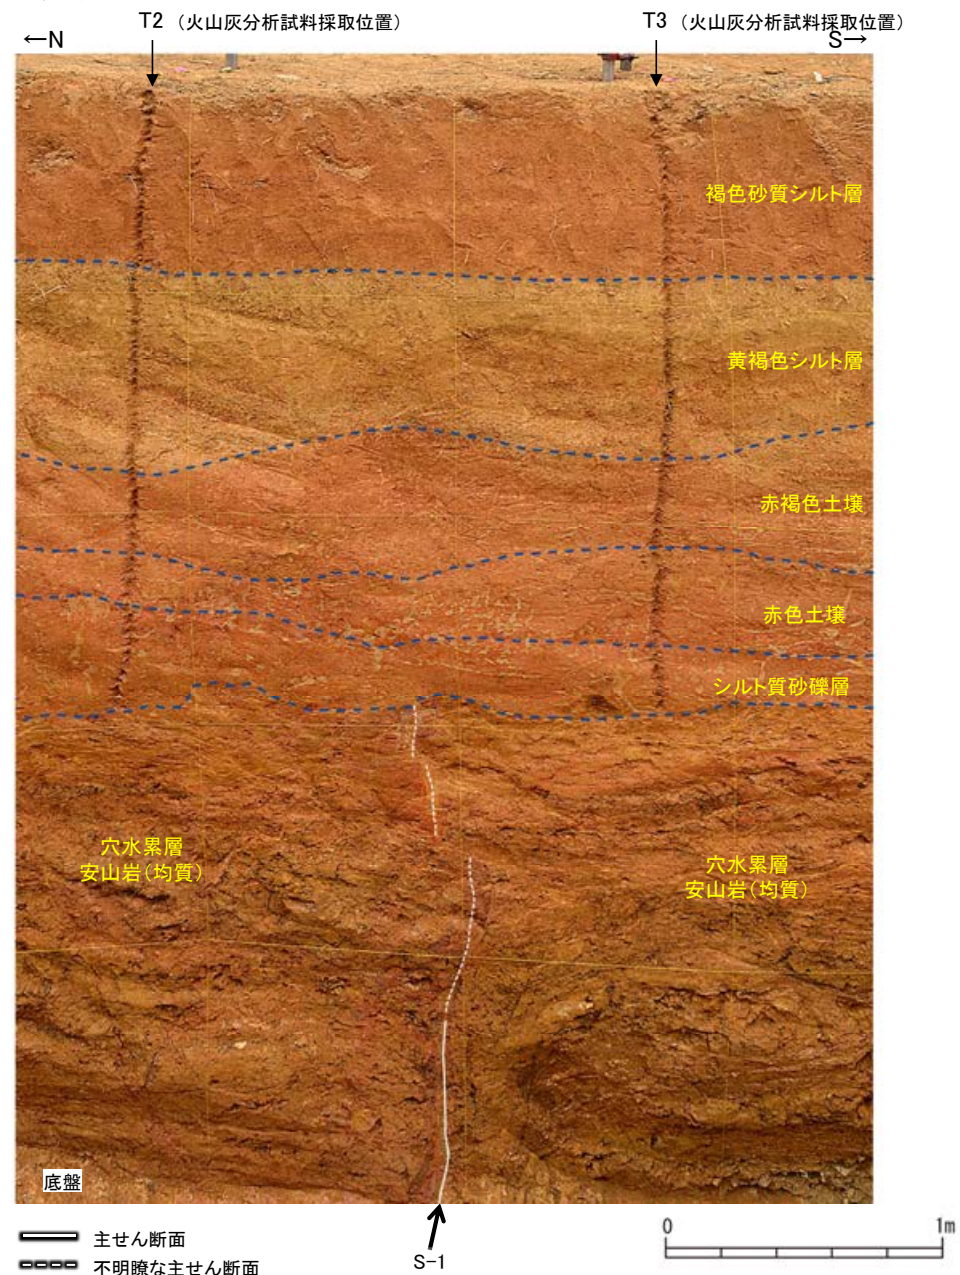 T2 （火山灰分析試料採取位置）
T3（火山灰分析試料採取位置）
←N
S→
褐色砂質シルト層
黄褐色シルト層
赤褐色土壌
赤色土壌
シルト質砂礫層
穴水累層
安山岩（均質）
穴水累層
安山岩（均質）
底盤
主せん断面
不明瞭な主せん断面
S-1
0
1m